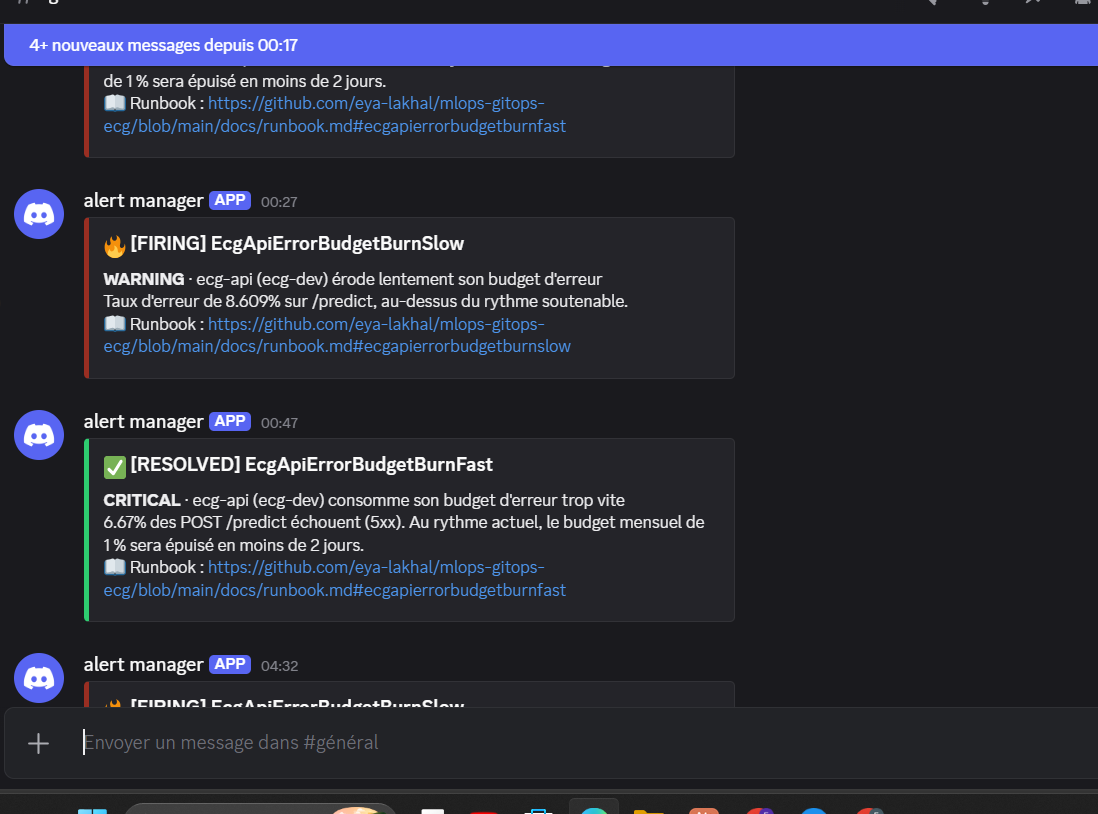 4+ nouveaux messages depuis 00:17
de 1 % sera épuisé en moins de 2 jours.
📖 Runbook : https://github.com/eya-lakhal/mlops-gitops-
ecg/blob/main/docs/runbook.md#ecgapierrorbudgetburnfast
alert manager APP 00:27
🔥 [FIRING] EcgApiErrorBudgetBurnSlow
WARNING · ecg-api (ecg-dev) érode lentement son budget d'erreur
Taux d'erreur de 8.609% sur /predict, au-dessus du rythme soutenable.
📖 Runbook : https://github.com/eya-lakhal/mlops-gitops-
ecg/blob/main/docs/runbook.md#ecgapierrorbudgetburnslow
alert manager APP 00:47
✅ [RESOLVED] EcgApiErrorBudgetBurnFast
CRITICAL · ecg-api (ecg-dev) consomme son budget d'erreur trop vite
6.67% des POST /predict échouent (5xx). Au rythme actuel, le budget mensuel de
1 % sera épuisé en moins de 2 jours.
📖 Runbook : https://github.com/eya-lakhal/mlops-gitops-
ecg/blob/main/docs/runbook.md#ecgapierrorbudgetburnfast
alert manager APP 04:32
🔥 [FIRING] EcgApiErrorBudgetBurnSlow
Envoyer un message dans #général